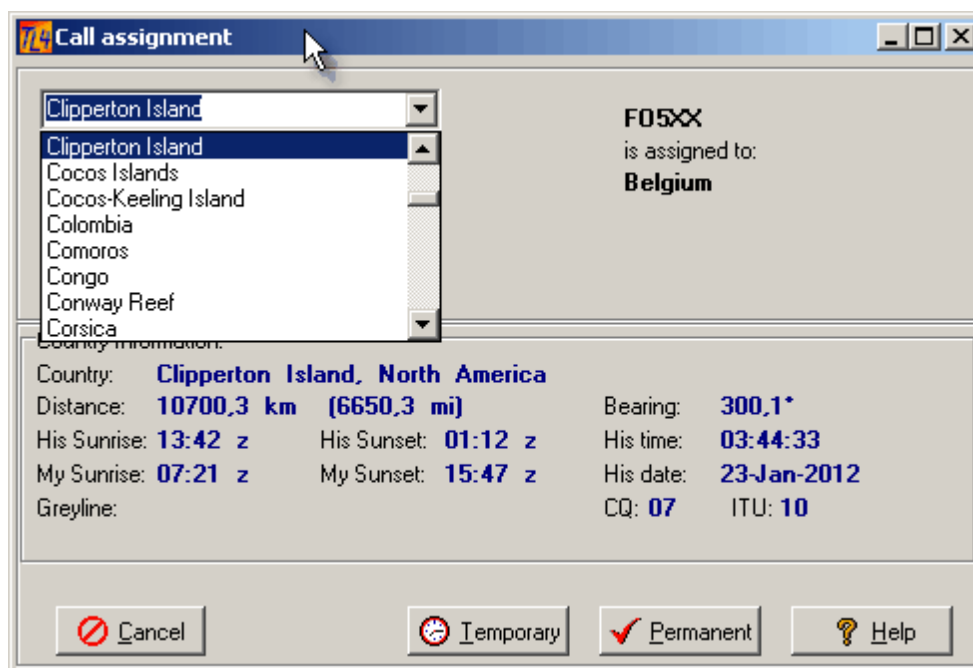 TL4 Call assignment
Clipperton Island
Clipperton Island
Cocos Islands
Cocos-Keeling Island
Colombia
Comoros
Congo
Conway Reef
Corsica
FO5XX
is assigned to:
Belgium
Country Information:
Country: Clipperton Island, North America
Distance: 10700,3 km (6650,3 mi) Bearing: 300,1°
His Sunrise: 13:42 z His Sunset: 01:12 z His time: 03:44:33
My Sunrise: 07:21 z My Sunset: 15:47 z His date: 23-Jan-2012
Greyline: CQ: 07 ITU: 10
Cancel Temporary Permanent Help